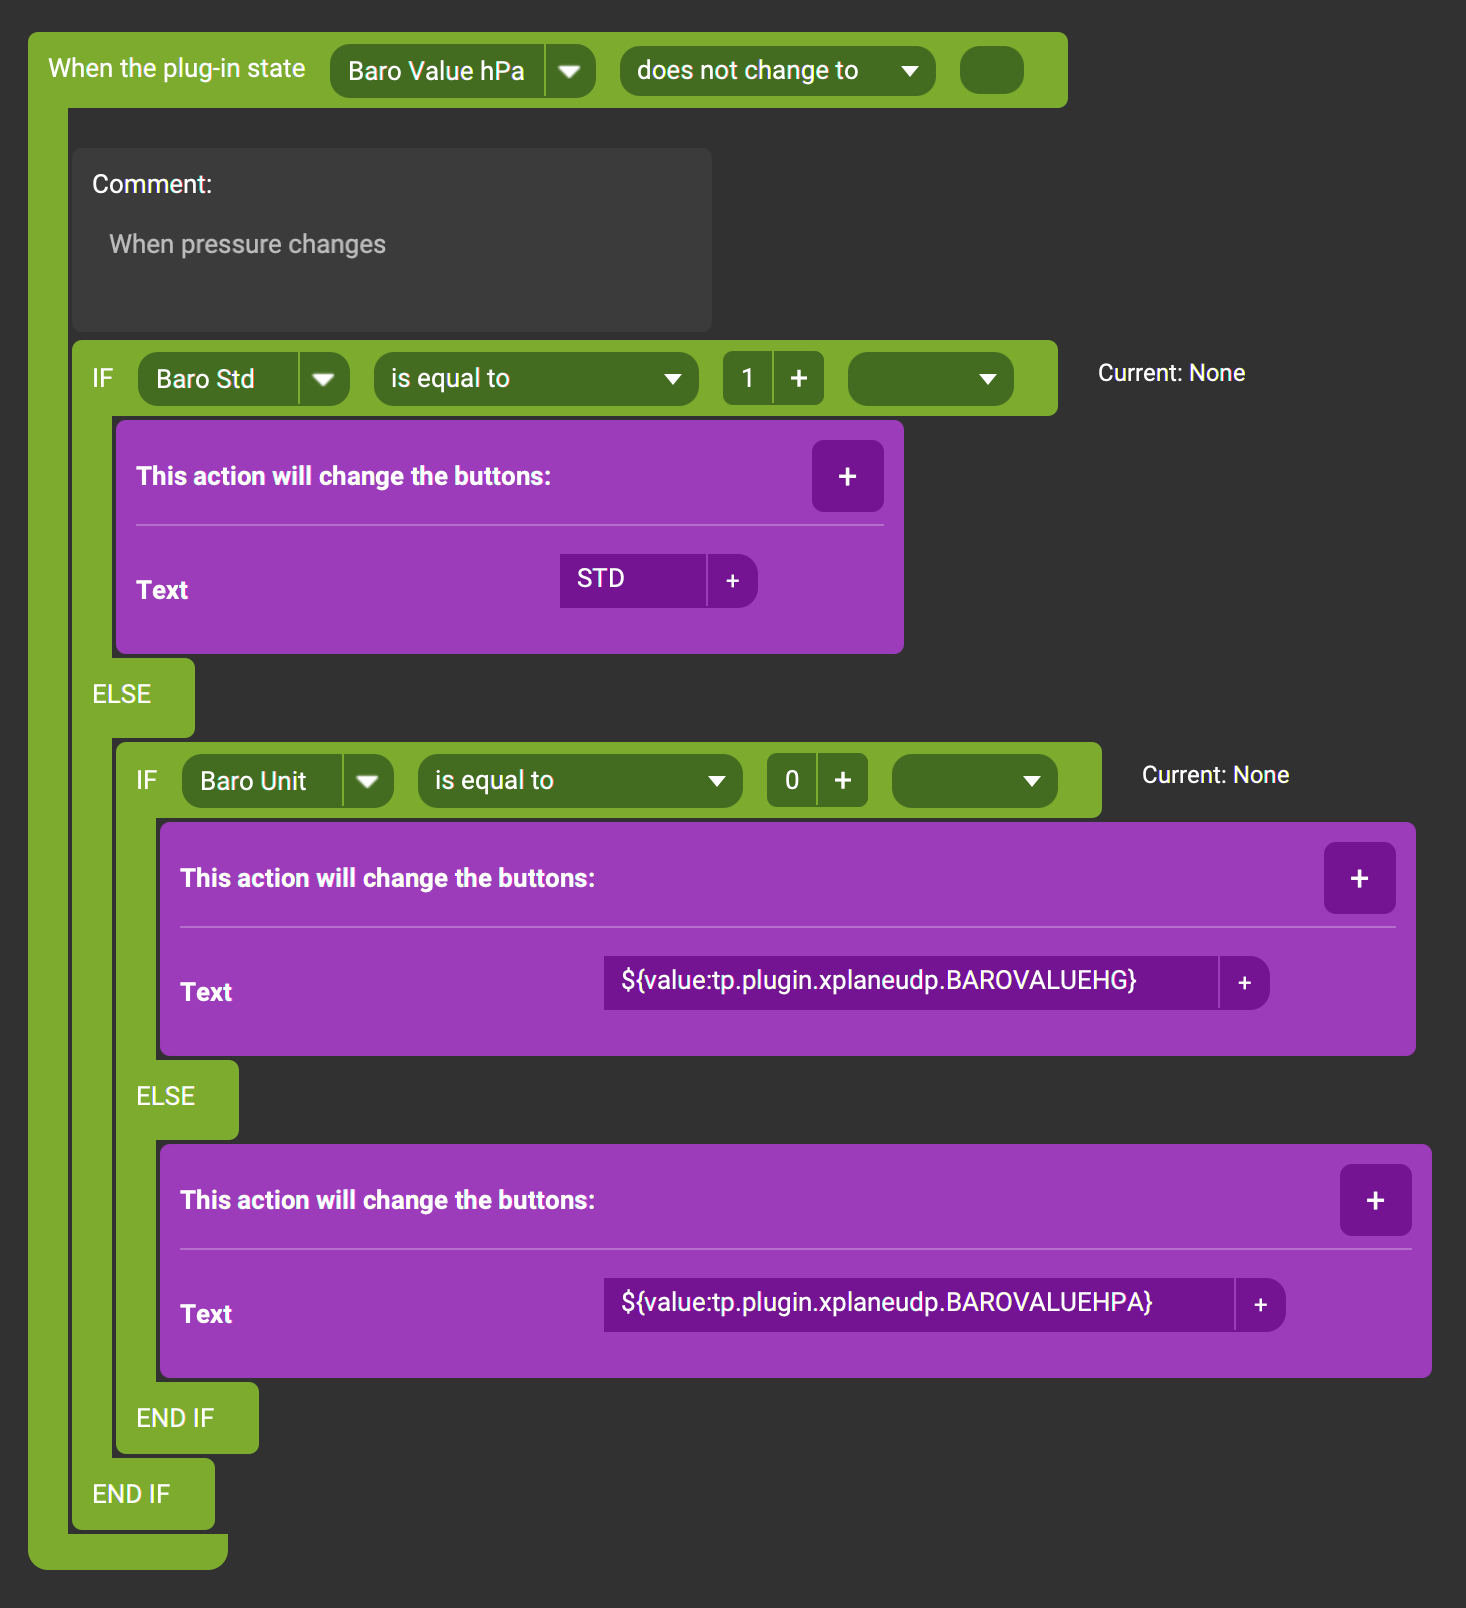 When the plug-in state Baro Value hPa does not change to
Comment:
When pressure changes
IF Baro Std is equal to 1 + Current: None
This action will change the buttons: +
Text STD +
ELSE
IF Baro Unit is equal to 0 + Current: None
This action will change the buttons: +
Text ${value:tp.plugin.xplaneudp.BAROVALUEHG} +
ELSE
This action will change the buttons: +
Text ${value:tp.plugin.xplaneudp.BAROVALUEHPA} +
END IF
END IF